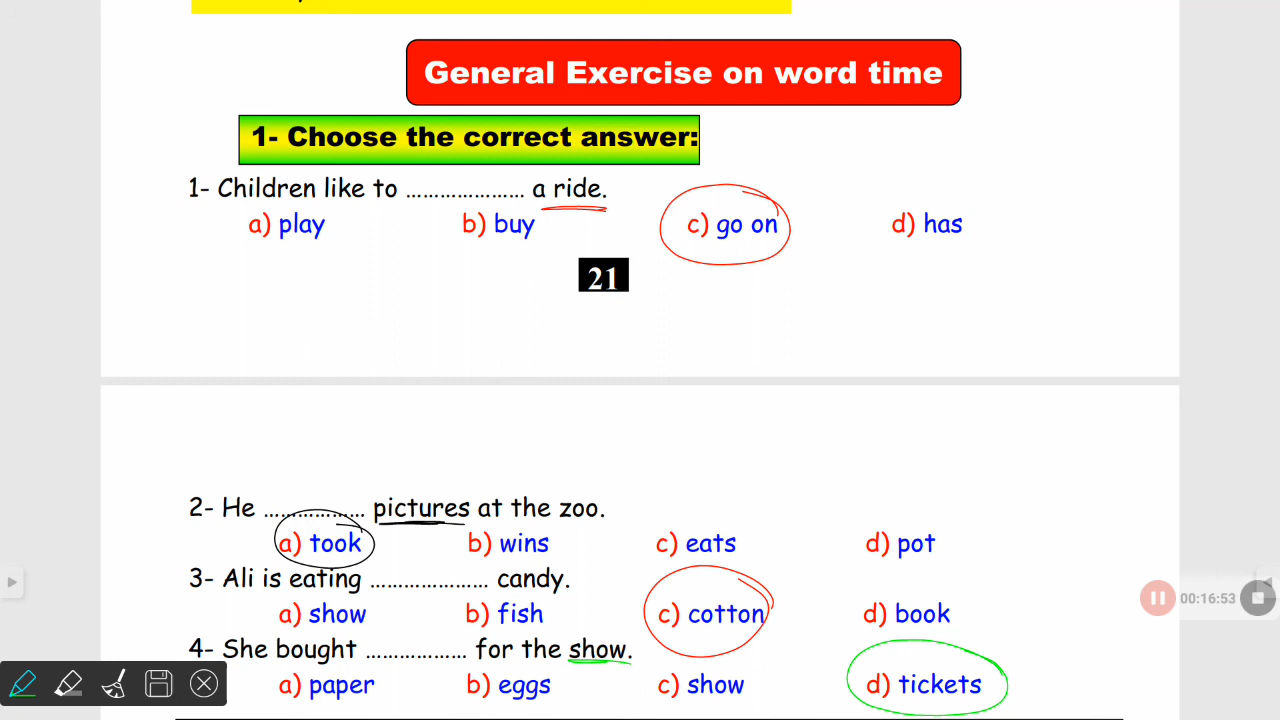 General Exercise on word time
1- Choose the correct answer:
1- Children like to ………………… a ride.
a) play b) buy c) go on d) has
21
2- He ……………… pictures at the zoo.
a) took b) wins c) eats d) pot
3- Ali is eating ………………… candy.
a) show b) fish c) cotton d) book
00:16:53
4- She bought ……………… for the show.
a) paper b) eggs c) show d) tickets